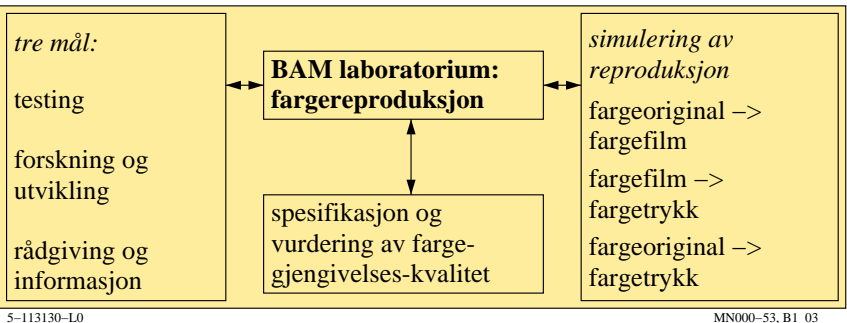 tre mål:
testing
forskning og
utvikling
rådgiving og
informasjon
BAM laboratorium:
fargereproduksjon
spesifikasjon og
vurdering av farge-
gjengivelses-kvalitet
simulering av
reproduksjon
fargeoriginal −>
fargefilm
fargefilm −>
fargetrykk
fargeoriginal −>
fargetrykk
5−113130−L0
MN000−53, B1 03